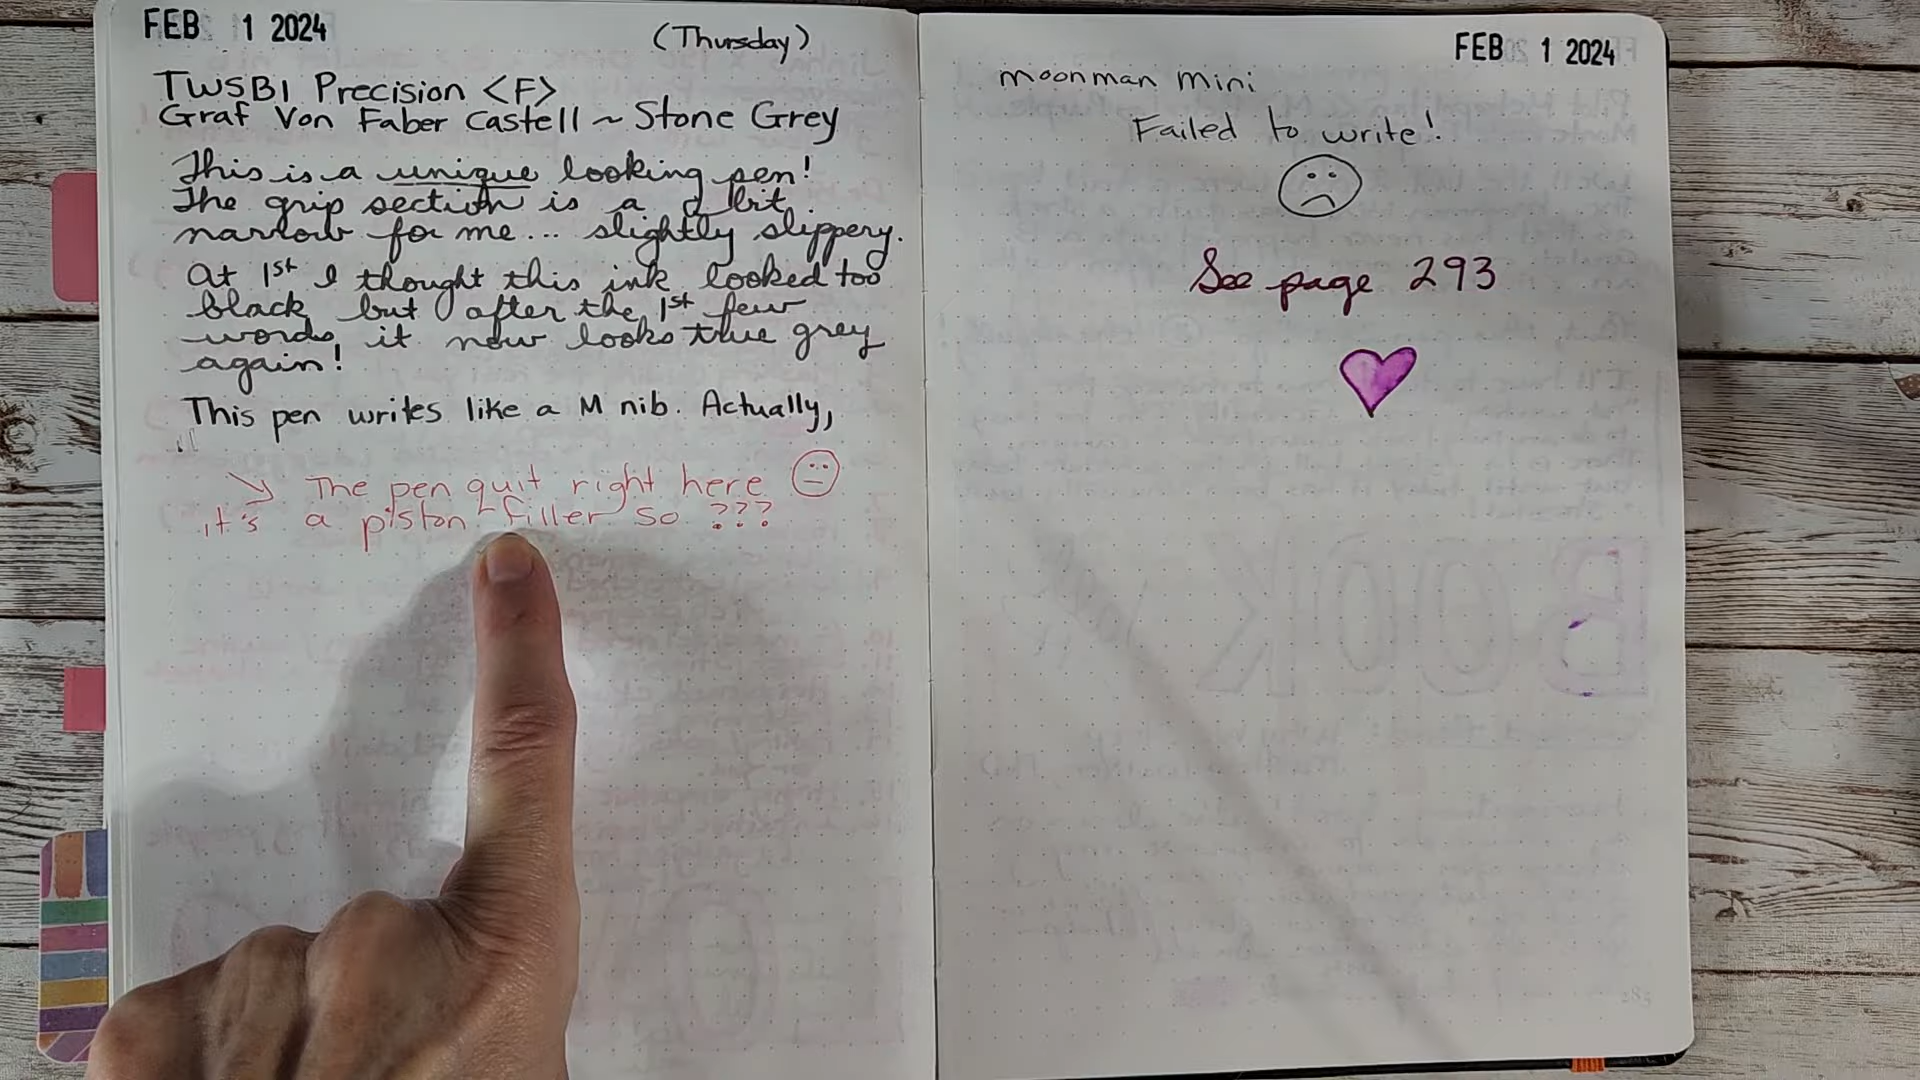 FEB 1 2024
(Thursday)
TWSBI Precision <F>
Graf Von Faber Castell ~ Stone Grey
This is a unique looking pen!
The grip section is a bit
narrow for me... slightly slippery.
At 1st I thought this ink looked too
black but after the 1st few
words, it now looks true grey
again!
This pen writes like a M nib. Actually,
The pen quit right here
it's a piston-filler so ???
FEB 1 2024
moonman mini
Failed to write!
See page 293